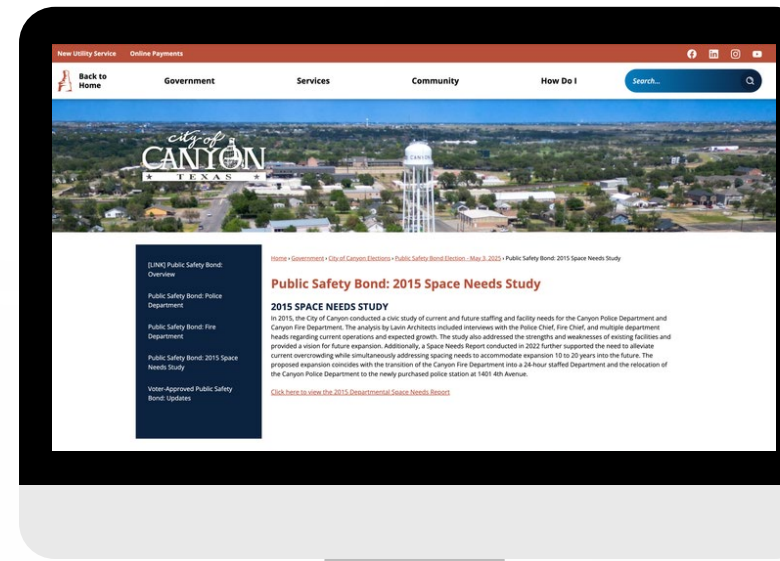 New Utility Service Online Payments
Back to Home
Government
Services
Community
How Do I
Search...
city of
CANYON
TEXAS
CANYON
[LINK] Public Safety Bond:
Overview
Public Safety Bond: Police
Department
Public Safety Bond: Fire
Department
Public Safety Bond: 2015 Space
Needs Study
Voter-Approved Public Safety
Bond: Updates
Home › Government › City of Canyon Elections › Public Safety Bond Election - May 3, 2025 › Public Safety Bond: 2015 Space Needs Study
Public Safety Bond: 2015 Space Needs Study
2015 SPACE NEEDS STUDY
In 2015, the City of Canyon conducted a civic study of current and future staffing and facility needs for the Canyon Police Department and
Canyon Fire Department. The analysis by Lavin Architects included interviews with the Police Chief, Fire Chief, and multiple department
heads regarding current operations and expected growth. The study also addressed the strengths and weaknesses of existing facilities and
provided a vision for future expansion. Additionally, a Space Needs Report conducted in 2022 further supported the need to alleviate
current overcrowding while simultaneously addressing spacing needs to accommodate expansion 10 to 20 years into the future. The
proposed expansion coincides with the transition of the Canyon Fire Department into a 24-hour staffed Department and the relocation of
the Canyon Police Department to the newly purchased police station at 1401 4th Avenue.
Click here to view the 2015 Departmental Space Needs Report